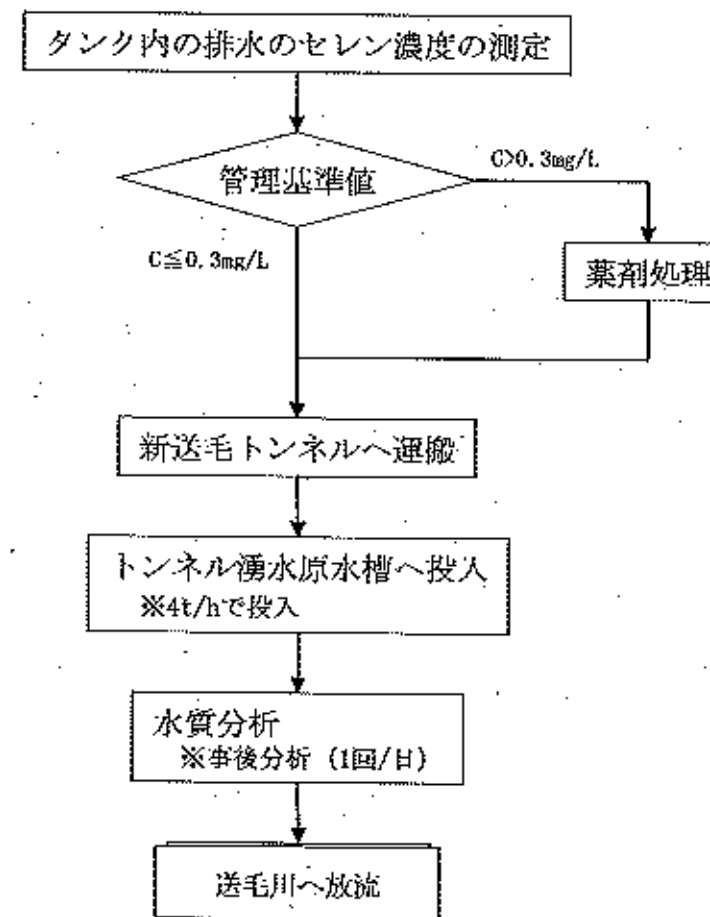 タンク内の排水のセレン濃度の測定
管理基準値
C>0.3mg/L
C≦0.3mg/L
薬剤処理
新送毛トンネルへ運搬
トンネル湧水原水槽へ投入
※4t/hで投入
水質分析
※事後分析（1回/日）
送毛川へ放流